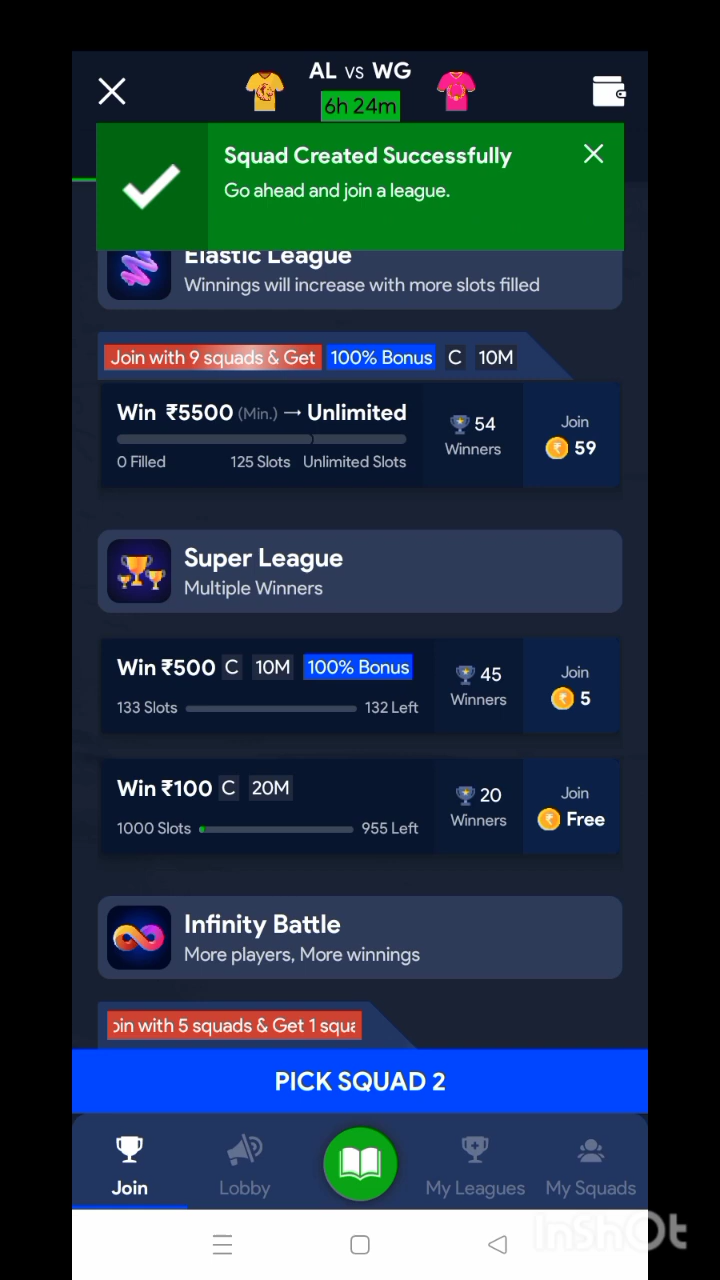 AL vs WG
6h 24m
Squad Created Successfully
Go ahead and join a league.
Elastic League
Winnings will increase with more slots filled
Join with 9 squads & Get 100% Bonus C 10M
Win ₹5500 (Min.) → Unlimited
54
Winners
Join
₹ 59
0 Filled 125 Slots Unlimited Slots
Super League
Multiple Winners
Win ₹500 C 10M 100% Bonus
45
Winners
Join
₹ 5
133 Slots 132 Left
Win ₹100 C 20M
20
Winners
Join
₹ Free
1000 Slots 955 Left
Infinity Battle
More players, More winnings
oin with 5 squads & Get 1 squa
PICK SQUAD 2
Join Lobby My Leagues My Squads
InShOt